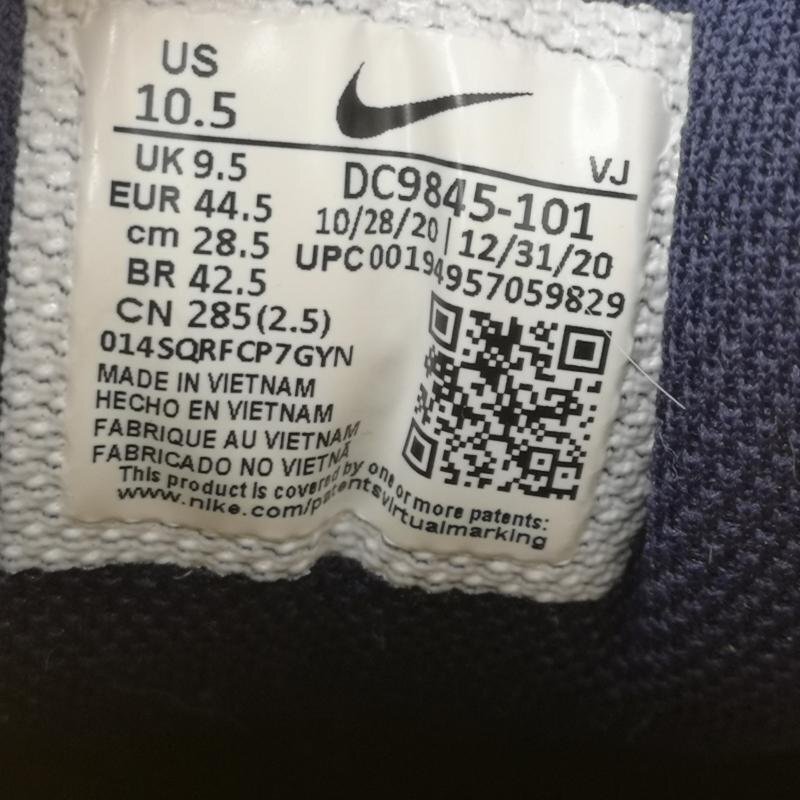 US
10.5
VJ
UK 9.5
DC9845-101
EUR 44.5
10/28/20 | 12/31/20
cm 28.5
UPC 00194957059829
BR 42.5
CN 285(2.5)
014SQRFCP7GYN
MADE IN VIETNAM
HECHO EN VIETNAM
FABRIQUE AU VIETNAM
FABRICADO NO VIETNÃ
This product is covered by one or more patents:
www.nike.com/patentsvirtualmarking